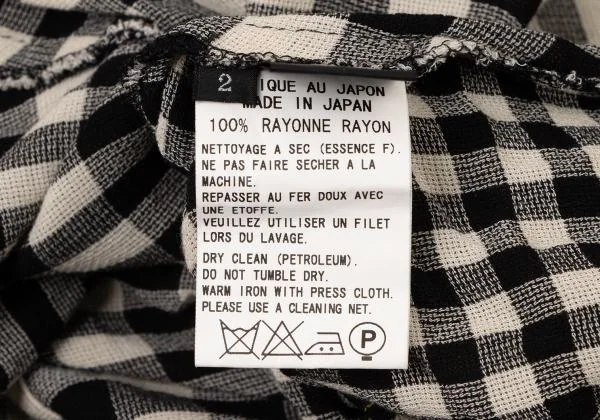 2
IQUE AU JAPON
MADE IN JAPAN
100% RAYONNE RAYON
NETTOYAGE A SEC (ESSENCE F).
NE PAS FAIRE SECHER A LA
MACHINE.
REPASSER AU FER DOUX AVEC
UNE ETOFFE.
VEUILLEZ UTILISER UN FILET
LORS DU LAVAGE.
DRY CLEAN (PETROLEUM).
DO NOT TUMBLE DRY.
WARM IRON WITH PRESS CLOTH.
PLEASE USE A CLEANING NET.
P